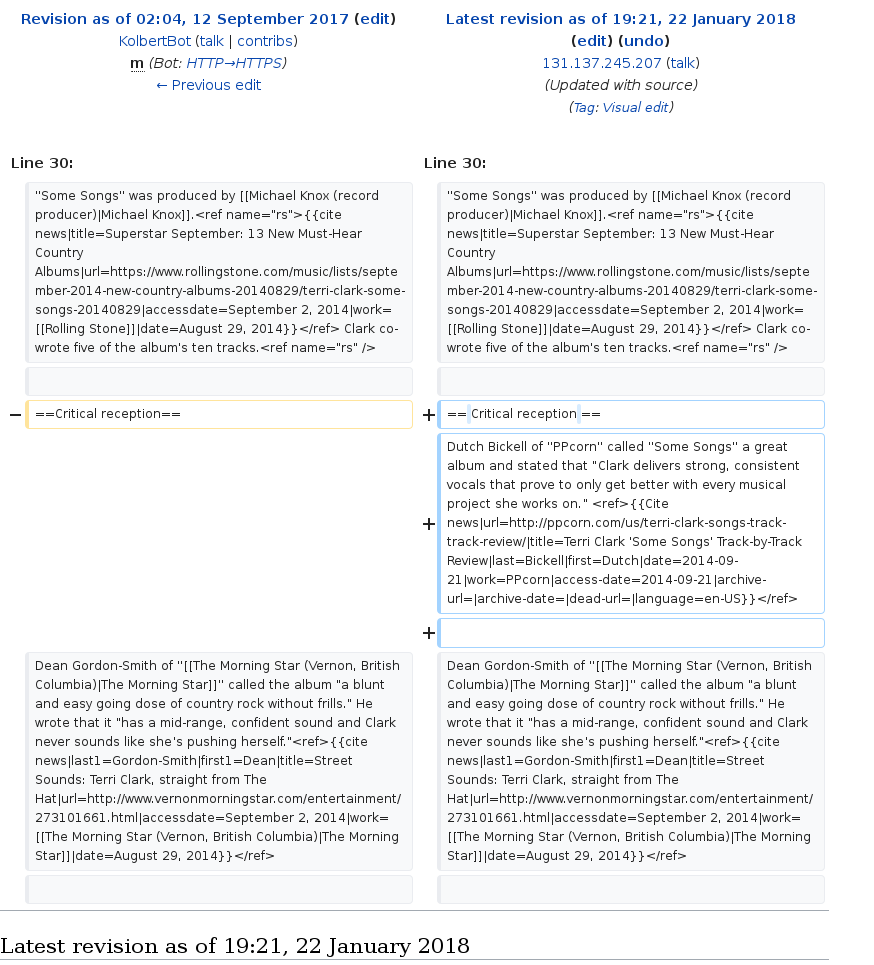 Revision as of 02:04, 12 September 2017 (edit)
KolbertBot (talk | contribs)
m (Bot: HTTP→HTTPS)
← Previous edit
Latest revision as of 19:21, 22 January 2018
(edit) (undo)
131.137.245.207 (talk)
(Updated with source)
(Tag: Visual edit)
Line 30:
Line 30:
''Some Songs'' was produced by [[Michael Knox (record
producer)|Michael Knox]].<ref name="rs">{{cite
news|title=Superstar September: 13 New Must-Hear
Country
Albums|url=https://www.rollingstone.com/music/lists/septe
mber-2014-new-country-albums-20140829/terri-clark-some-
songs-20140829|accessdate=September 2, 2014|work=
[[Rolling Stone]]|date=August 29, 2014}}</ref> Clark co-
wrote five of the album's ten tracks.<ref name="rs" />
''Some Songs'' was produced by [[Michael Knox (record
producer)|Michael Knox]].<ref name="rs">{{cite
news|title=Superstar September: 13 New Must-Hear
Country
Albums|url=https://www.rollingstone.com/music/lists/septe
mber-2014-new-country-albums-20140829/terri-clark-some-
songs-20140829|accessdate=September 2, 2014|work=
[[Rolling Stone]]|date=August 29, 2014}}</ref> Clark co-
wrote five of the album's ten tracks.<ref name="rs" />
− ==Critical reception==
+ == Critical reception ==
Dutch Bickell of ''PPcorn'' called ''Some Songs'' a great
album and stated that "Clark delivers strong, consistent
vocals that prove to only get better with every musical
project she works on." <ref>{{Cite
+ news|url=http://ppcorn.com/us/terri-clark-songs-track-
track-review/|title=Terri Clark 'Some Songs' Track-by-Track
Review|last=Bickell|first=Dutch|date=2014-09-
21|work=PPcorn|access-date=2014-09-21|archive-
url=|archive-date=|dead-url=|language=en-US}}</ref>
+
Dean Gordon-Smith of ''[[The Morning Star (Vernon, British
Columbia)|The Morning Star]]'' called the album "a blunt
and easy going dose of country rock without frills." He
wrote that it "has a mid-range, confident sound and Clark
never sounds like she's pushing herself."<ref>{{cite
news|last1=Gordon-Smith|first1=Dean|title=Street
Sounds: Terri Clark, straight from The
Hat|url=http://www.vernonmorningstar.com/entertainment/
273101661.html|accessdate=September 2, 2014|work=
[[The Morning Star (Vernon, British Columbia)|The Morning
Star]]|date=August 29, 2014}}</ref>
Dean Gordon-Smith of ''[[The Morning Star (Vernon, British
Columbia)|The Morning Star]]'' called the album "a blunt
and easy going dose of country rock without frills." He
wrote that it "has a mid-range, confident sound and Clark
never sounds like she's pushing herself."<ref>{{cite
news|last1=Gordon-Smith|first1=Dean|title=Street
Sounds: Terri Clark, straight from The
Hat|url=http://www.vernonmorningstar.com/entertainment/
273101661.html|accessdate=September 2, 2014|work=
[[The Morning Star (Vernon, British Columbia)|The Morning
Star]]|date=August 29, 2014}}</ref>
Latest revision as of 19:21, 22 January 2018